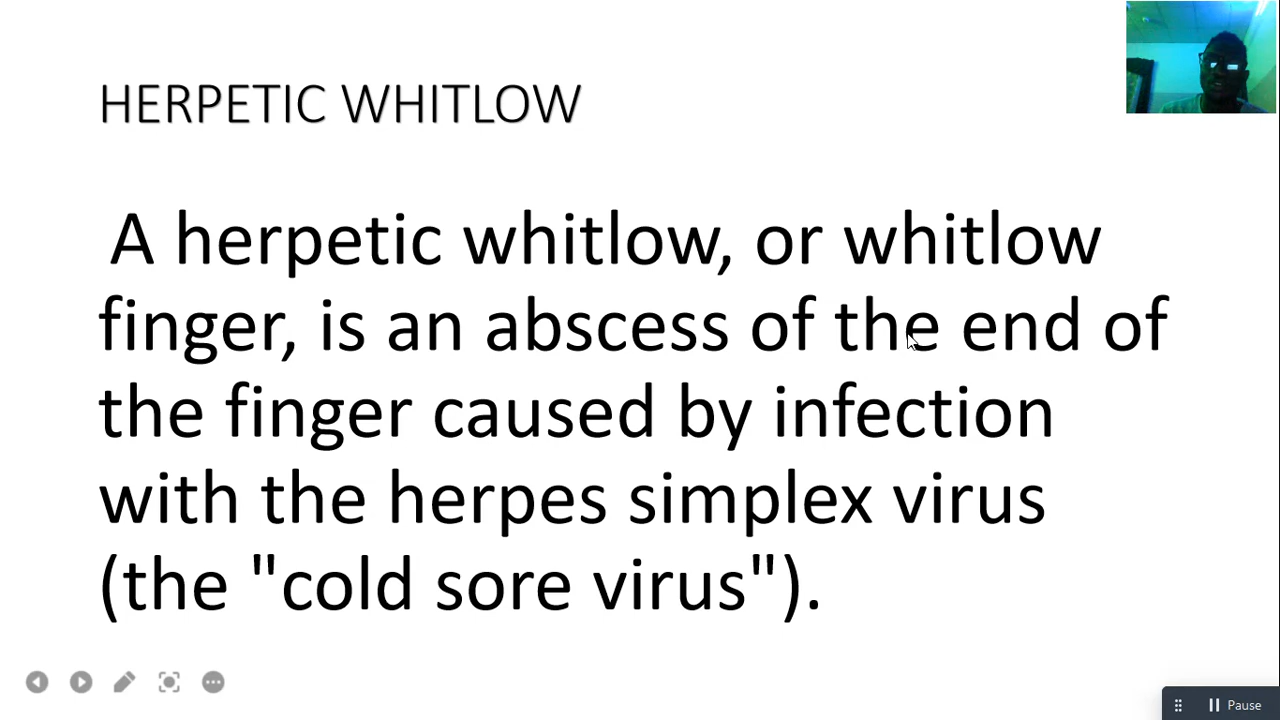 HERPETIC WHITLOW
A herpetic whitlow, or whitlow
finger, is an abscess of the end of
the finger caused by infection
with the herpes simplex virus
(the "cold sore virus").
Pause